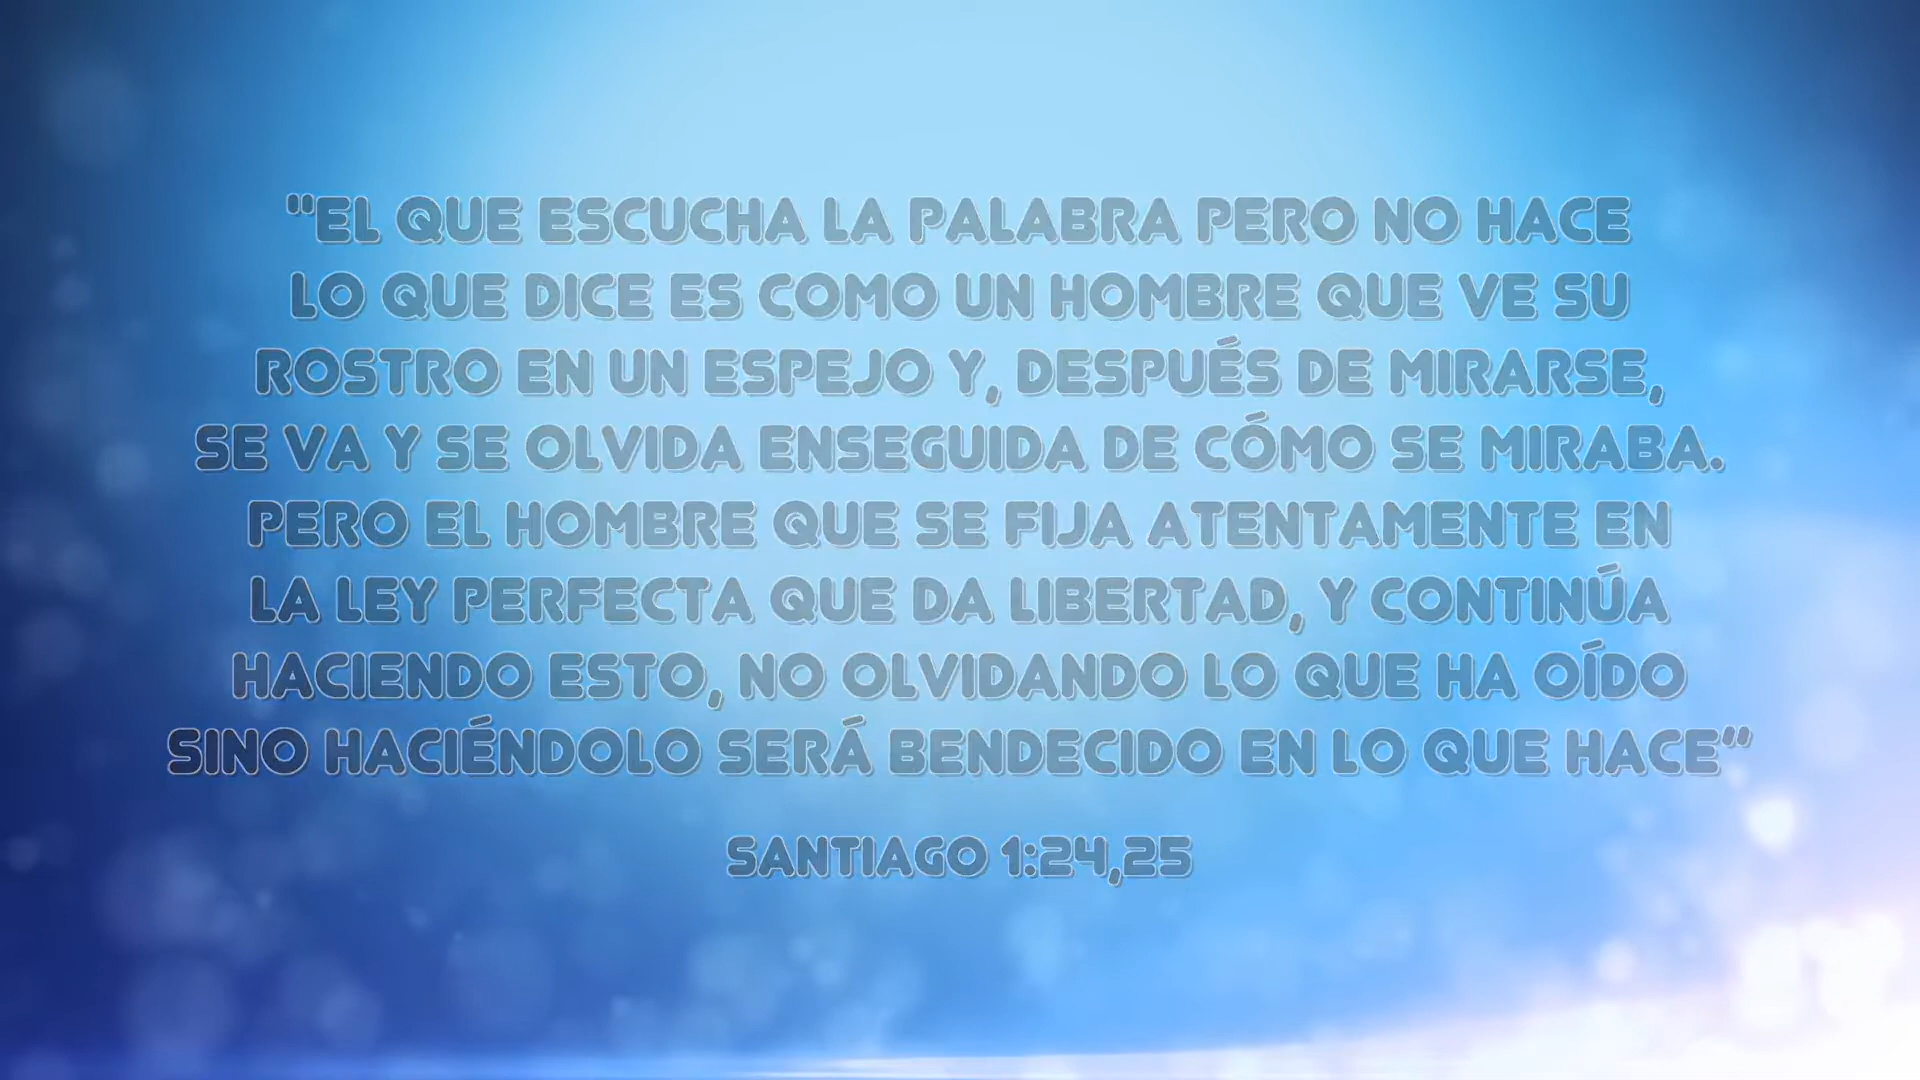 "EL QUE ESCUCHA LA PALABRA PERO NO HACE
LO QUE DICE ES COMO UN HOMBRE QUE VE SU
ROSTRO EN UN ESPEJO Y, DESPUÉS DE MIRARSE,
SE VA Y SE OLVIDA ENSEGUIDA DE CÓMO SE MIRABA.
PERO EL HOMBRE QUE SE FIJA ATENTAMENTE EN
LA LEY PERFECTA QUE DA LIBERTAD, Y CONTINÚA
HACIENDO ESTO, NO OLVIDANDO LO QUE HA OÍDO
SINO HACIÉNDOLO SERÁ BENDECIDO EN LO QUE HACE"
SANTIAGO 1:24,25